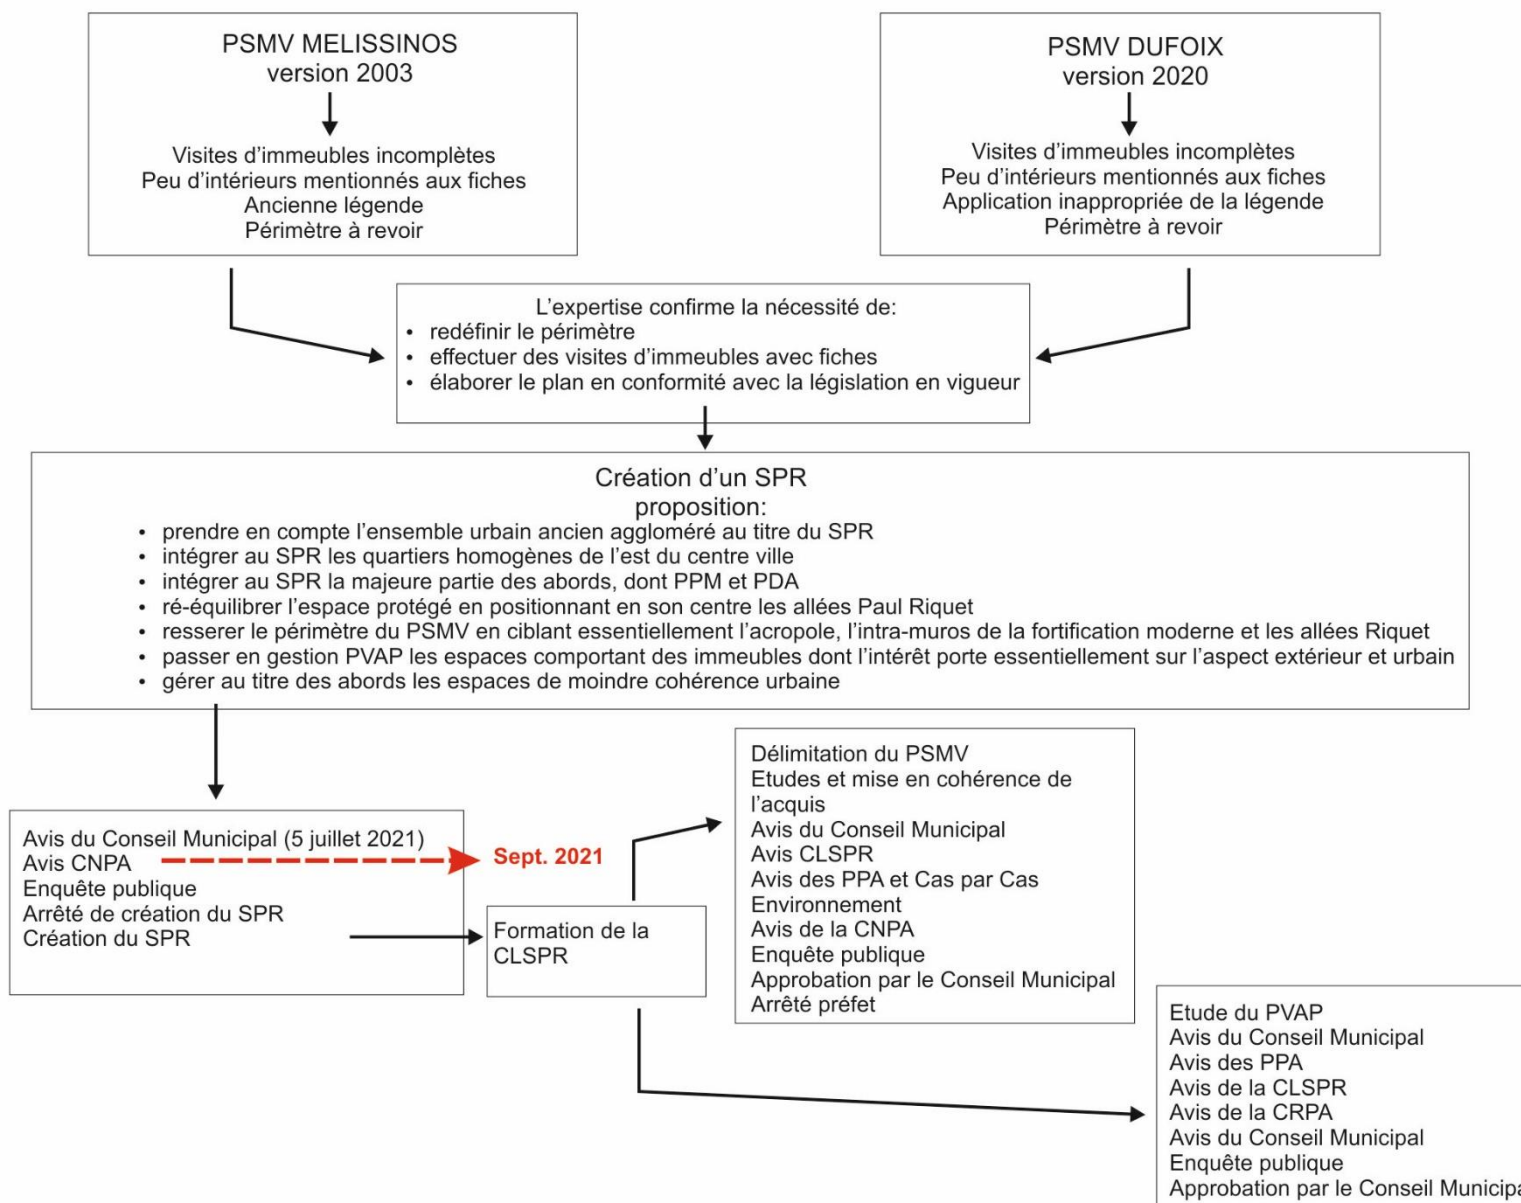 PSMV MELISSINOS
version 2003
Visites d'immeubles incomplètes
Peu d'intérieurs mentionnés aux fiches
Ancienne légende
Périmètre à revoir
PSMV DUFOIX
version 2020
Visites d'immeubles incomplètes
Peu d'intérieurs mentionnés aux fiches
Application inappropriée de la légende
Périmètre à revoir
L'expertise confirme la nécessité de:
• redéfinir le périmètre
• effectuer des visites d'immeubles avec fiches
• élaborer le plan en conformité avec la législation en vigueur
Création d'un SPR
proposition:
• prendre en compte l'ensemble urbain ancien aggloméré au titre du SPR
• intégrer au SPR les quartiers homogènes de l'est du centre ville
• intégrer au SPR la majeure partie des abords, dont PPM et PDA
• ré-équilibrer l'espace protégé en positionnant en son centre les allées Paul Riquet
• resserer le périmètre du PSMV en ciblant essentiellement l'acropole, l'intra-muros de la fortification moderne et les allées Riquet
• passer en gestion PVAP les espaces comportant des immeubles dont l'intérêt porte essentiellement sur l'aspect extérieur et urbain
• gérer au titre des abords les espaces de moindre cohérence urbaine
Avis du Conseil Municipal (5 juillet 2021)
Avis CNPA
Enquête publique
Arrêté de création du SPR
Création du SPR
Sept. 2021
Formation de la
CLSPR
Délimitation du PSMV
Etudes et mise en cohérence de
l'acquis
Avis du Conseil Municipal
Avis CLSPR
Avis des PPA et Cas par Cas
Environnement
Avis de la CNPA
Enquête publique
Approbation par le Conseil Municipal
Arrêté préfet
Etude du PVAP
Avis du Conseil Municipal
Avis des PPA
Avis de la CLSPR
Avis de la CRPA
Avis du Conseil Municipal
Enquête publique
Approbation par le Conseil Municipa